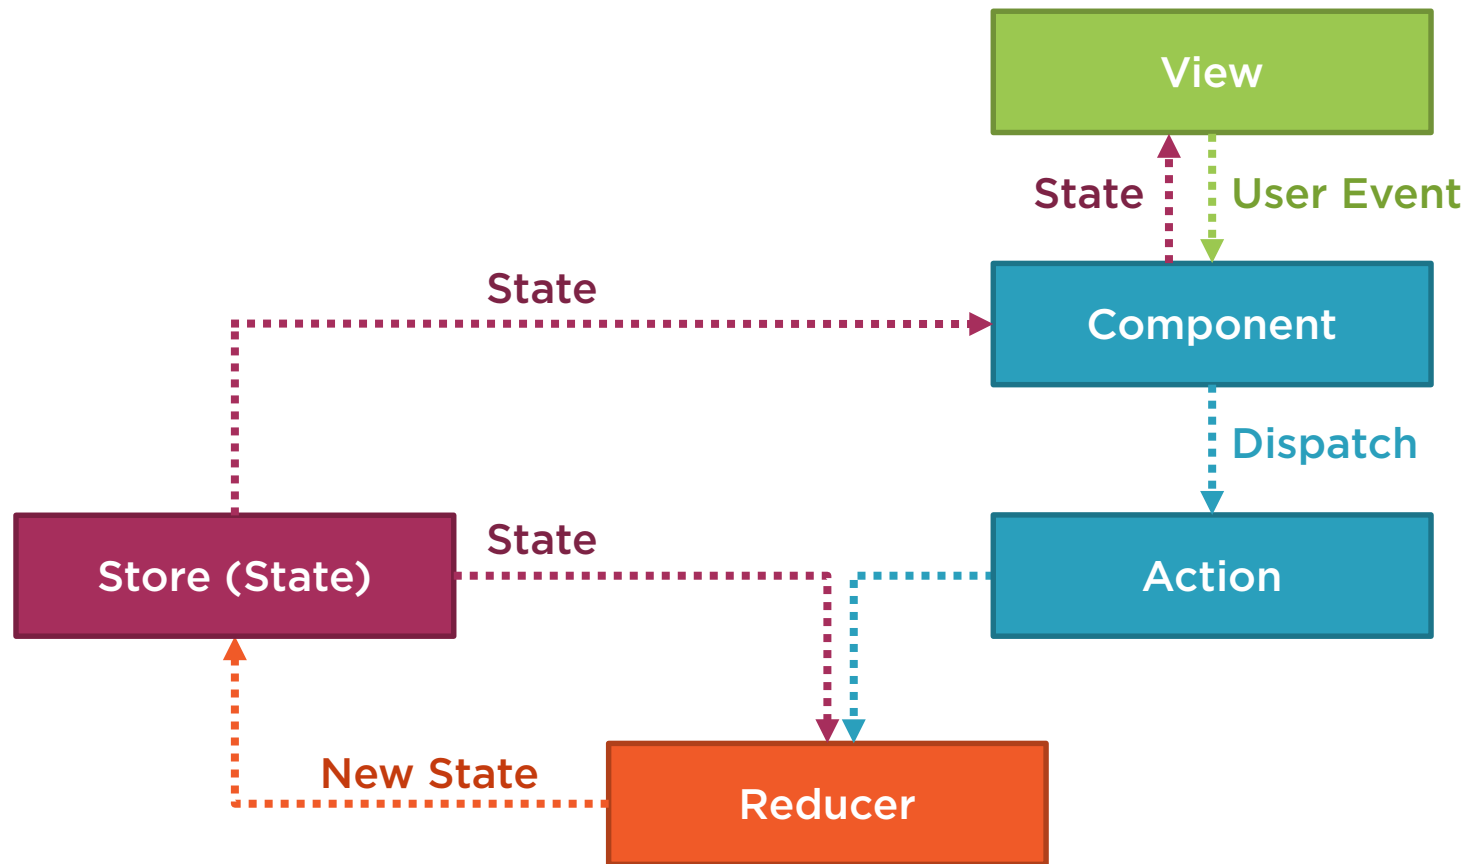 View
State
User Event
State
Component
Dispatch
State
Store (State)
Action
New State
Reducer